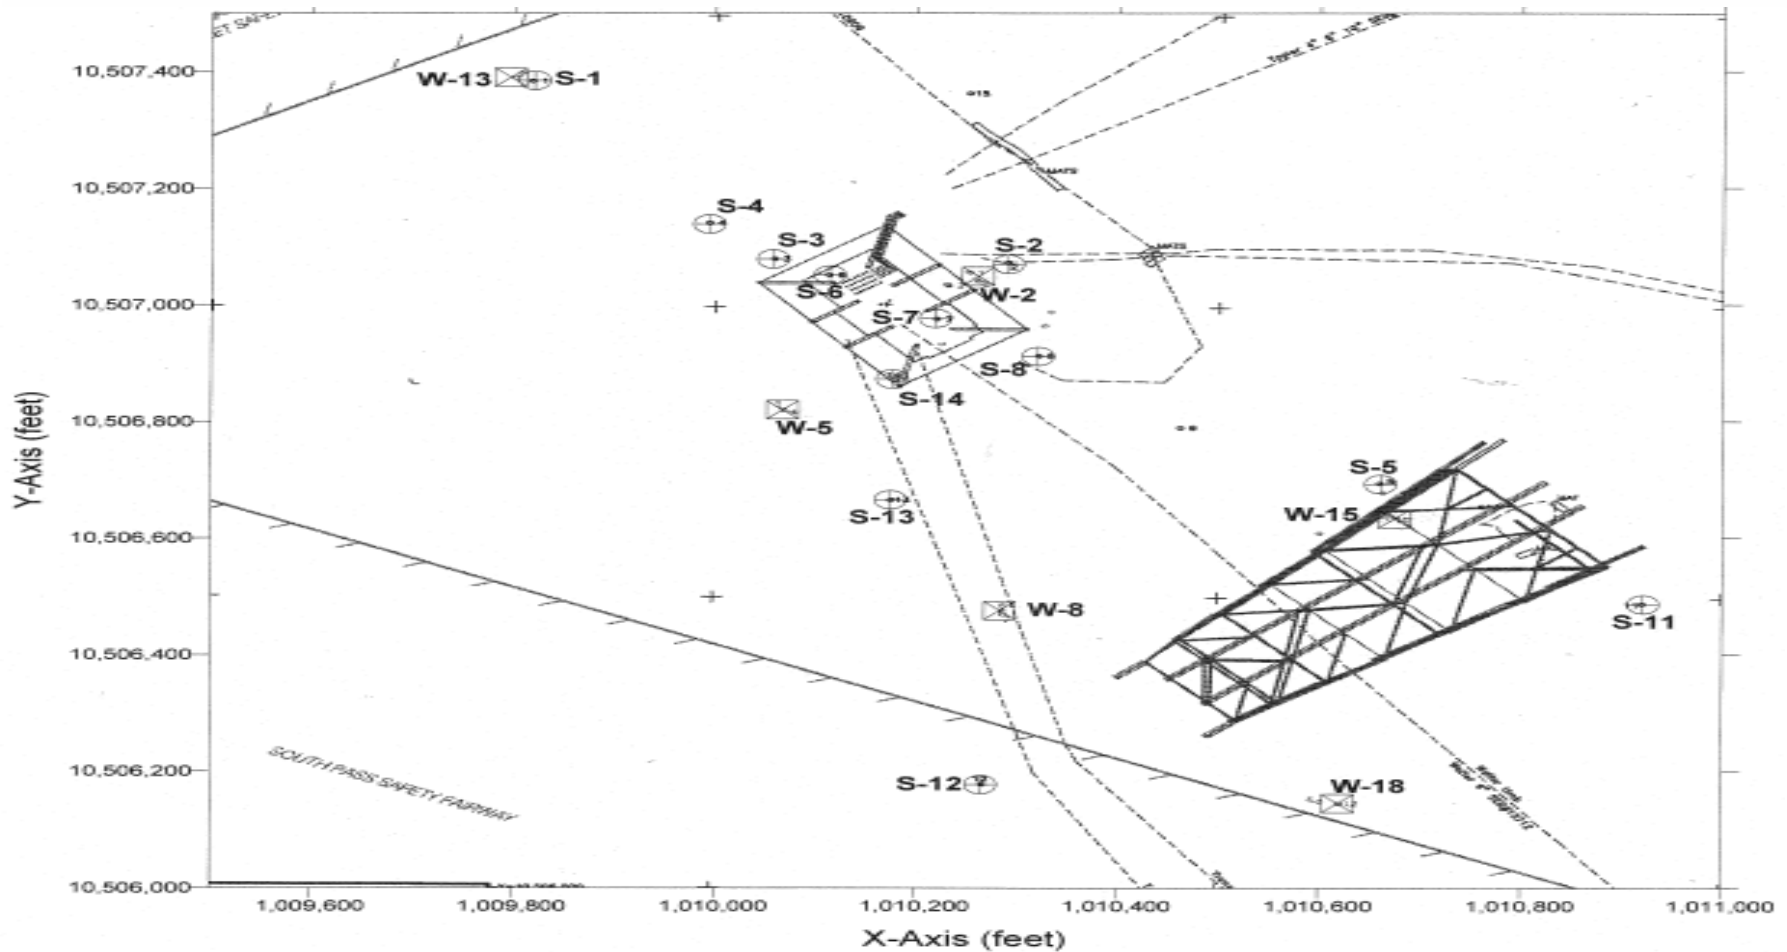 10,507,400
W-13 S-1
MATS
10,507,200
S-4
S-3
S-2
MATS
S-6
W-2
10,507,000
S-7
S-8
S-14
10,506,800
W-5
S-5
W-15
S-13
10,506,600
W-8
S-11
10,506,400
SOUTH PASS SAFETY FAIRWAY
10,506,200
S-12
W-18
10,506,000
1,009,600 1,009,800 1,010,000 1,010,200 1,010,400 1,010,600 1,010,800 1,011,000
X-Axis (feet)
Y-Axis (feet)